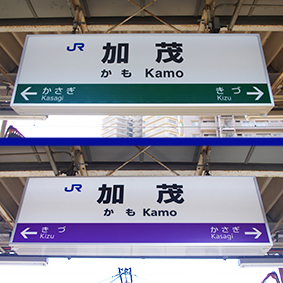 JR 加茂
かも Kamo
← かさぎ きづ →
Kasagi Kizu
JR 加茂
かも Kamo
← きづ かさぎ →
Kizu Kasagi